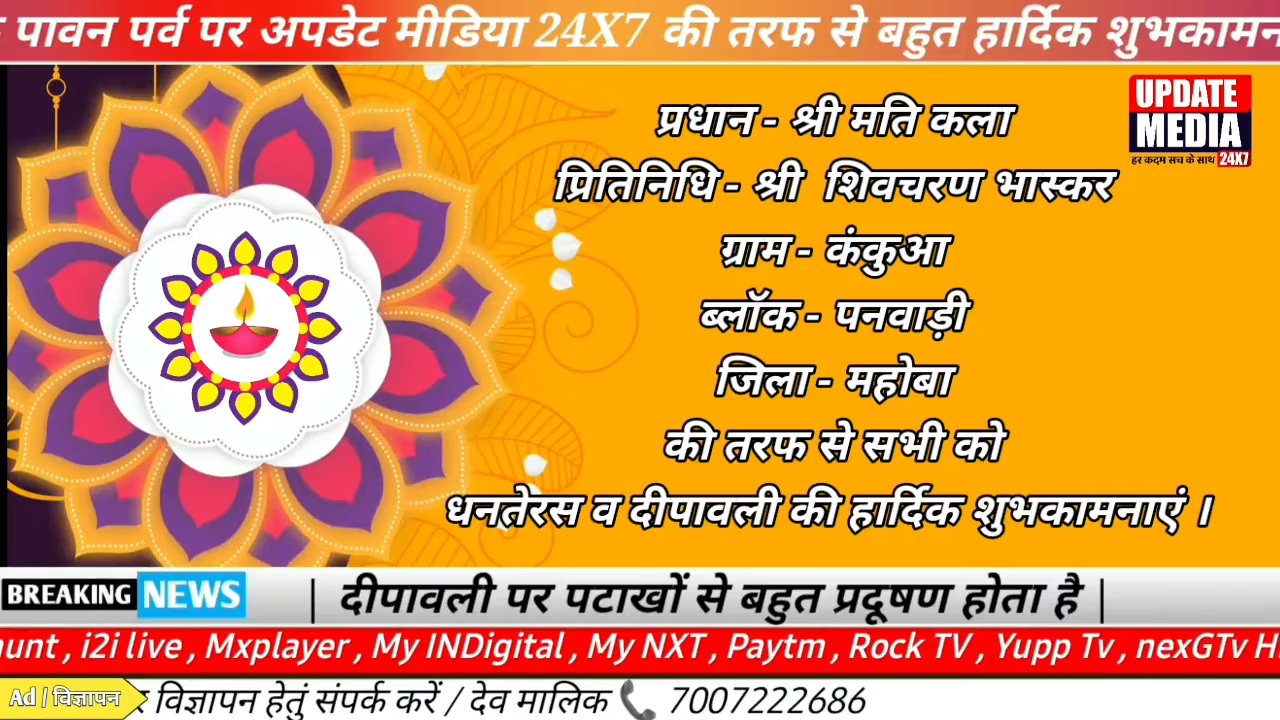 पावन पर्व पर अपडेट मीडिया 24X7 की तरफ से बहुत हार्दिक
UPDATE
MEDIA
हर कदम सच के साथ 24X7
प्रधान - श्री मति कला
प्रितिनिधि - श्री शिवचरण भास्कर
ग्राम - कंकुआ
ब्लॉक - पनवाड़ी
जिला - महोबा
की तरफ से सभी को
धनतेरस व दीपावली की हार्दिक शुभकामनाएं ।
BREAKING NEWS | दीपावली पर पटाखों से बहुत प्रदूषण होता है |
, i2i live , Mxplayer , My INDigital , My NXT , Paytm , Rock TV , Yupp Tv , nexGTv
Ad / विज्ञापन विज्ञापन हेतुं संपर्क करें / देव मालिक 7007222686